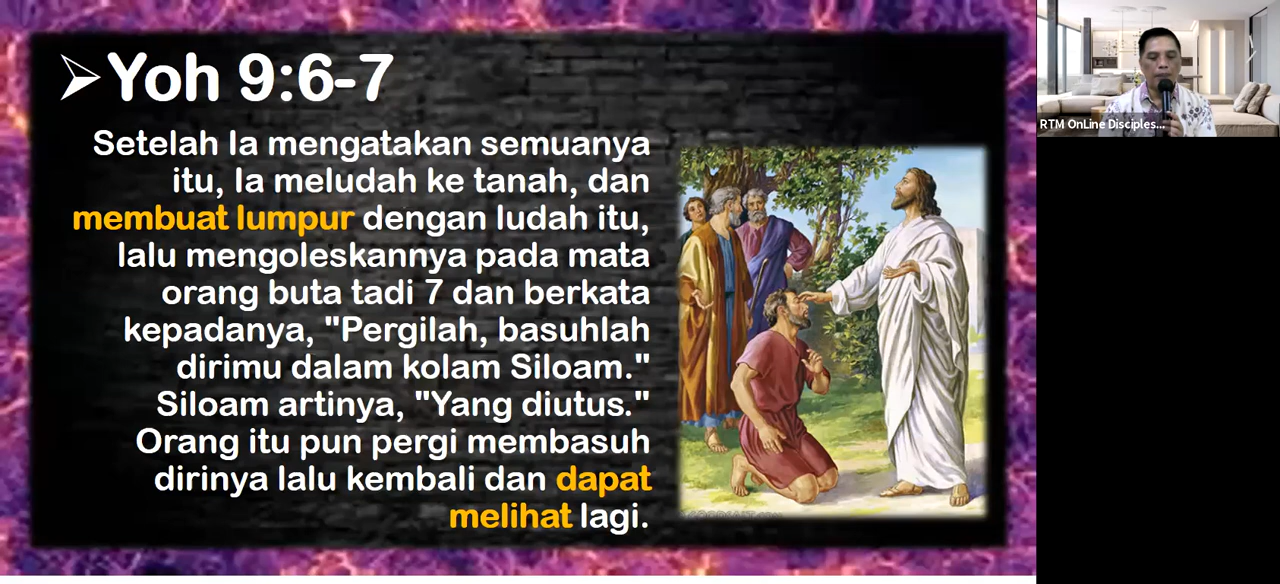 ➢Yoh 9:6-7
Setelah Ia mengatakan semuanya
itu, Ia meludah ke tanah, dan
membuat lumpur dengan ludah itu,
lalu mengoleskannya pada mata
orang buta tadi 7 dan berkata
kepadanya, "Pergilah, basuhlah
dirimu dalam kolam Siloam."
Siloam artinya, "Yang diutus."
Orang itu pun pergi membasuh
dirinya lalu kembali dan dapat
melihat lagi.
RTM OnLine Disciples...